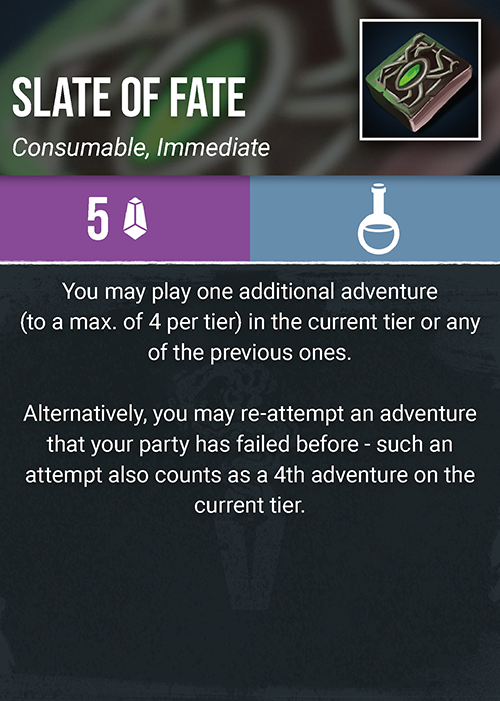 SLATE OF FATE
Consumable, Immediate
5
You may play one additional adventure
(to a max. of 4 per tier) in the current tier or any
of the previous ones.
Alternatively, you may re-attempt an adventure
that your party has failed before - such an
attempt also counts as a 4th adventure on the
current tier.